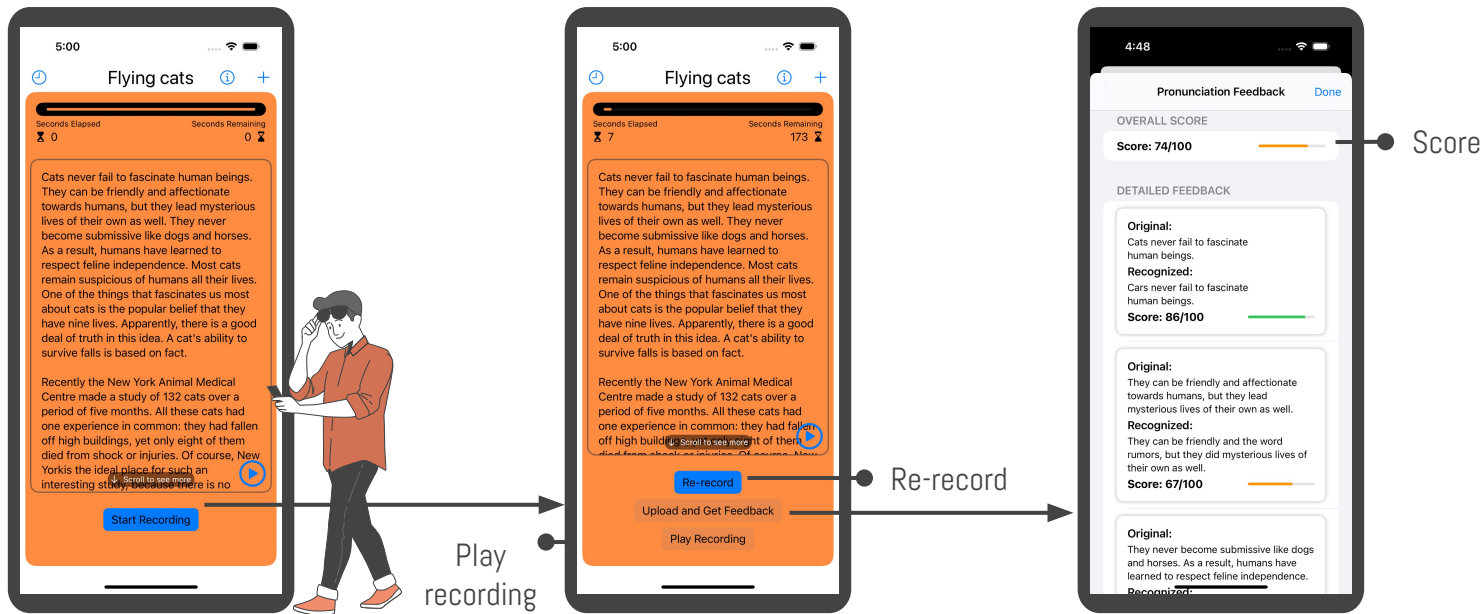 5:00
Flying cats
Seconds Elapsed
Seconds Remaining
0
0
Cats never fail to fascinate human beings.
They can be friendly and affectionate
towards humans, but they lead mysterious
lives of their own as well. They never
become submissive like dogs and horses.
As a result, humans have learned to
respect feline independence. Most cats
remain suspicious of humans all their lives.
One of the things that fascinates us most
about cats is the popular belief that they
have nine lives. Apparently, there is a good
deal of truth in this idea. A cat's ability to
survive falls is based on fact.
Recently the New York Animal Medical
Centre made a study of 132 cats over a
period of five months. All these cats had
one experience in common: they had fallen
off high buildings, yet only eight of them
died from shock or injuries. Of course, New
Yorkis the ideal place for such an
interesting study, because there is no
↓ Scroll to see more
Start Recording
Play
recording
5:00
Flying cats
Seconds Elapsed
Seconds Remaining
7
173
Cats never fail to fascinate human beings.
They can be friendly and affectionate
towards humans, but they lead mysterious
lives of their own as well. They never
become submissive like dogs and horses.
As a result, humans have learned to
respect feline independence. Most cats
remain suspicious of humans all their lives.
One of the things that fascinates us most
about cats is the popular belief that they
have nine lives. Apparently, there is a good
deal of truth in this idea. A cat's ability to
survive falls is based on fact.
Recently the New York Animal Medical
Centre made a study of 132 cats over a
period of five months. All these cats had
one experience in common: they had fallen
off high buildings, yet only eight of them
died from shock or injuries. Of course, New
↓ Scroll to see more
Re-record
Upload and Get Feedback
Play Recording
Re-record
4:48
Pronunciation Feedback
Done
OVERALL SCORE
Score: 74/100
Score
DETAILED FEEDBACK
Original:
Cats never fail to fascinate
human beings.
Recognized:
Cars never fail to fascinate
human beings.
Score: 86/100
Original:
They can be friendly and affectionate
towards humans, but they lead
mysterious lives of their own as well.
Recognized:
They can be friendly and the word
rumors, but they did mysterious lives of
their own as well.
Score: 67/100
Original:
They never become submissive like dogs
and horses. As a result, humans have
learned to respect feline independence.
Recognized: